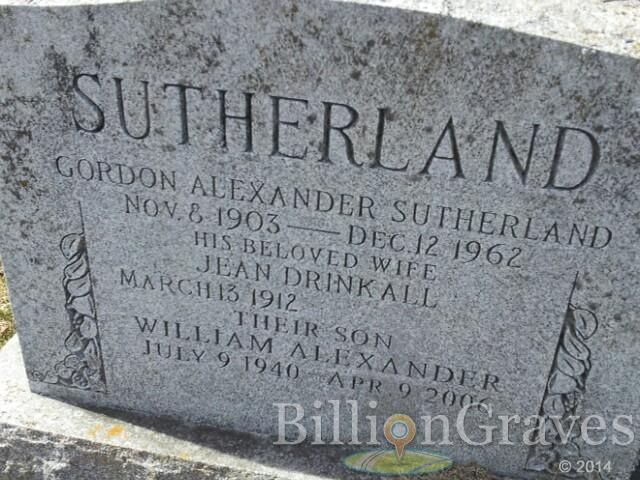 SUTHERLAND
GORDON ALEXANDER SUTHERLAND
NOV. 8 1903 — DEC. 12 1962
HIS BELOVED WIFE
JEAN DRINKALL
MARCH 13 1912
THEIR SON
WILLIAM ALEXANDER
JULY 9 1940 APR 9 2006
BillionGraves
© 2014